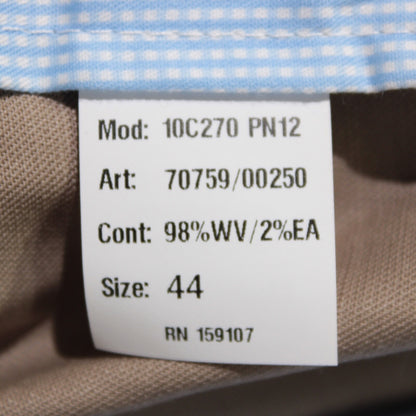 Mod: 10C270 PN12
Art: 70759/00250
Cont: 98%WV/2%EA
Size: 44
RN 159107